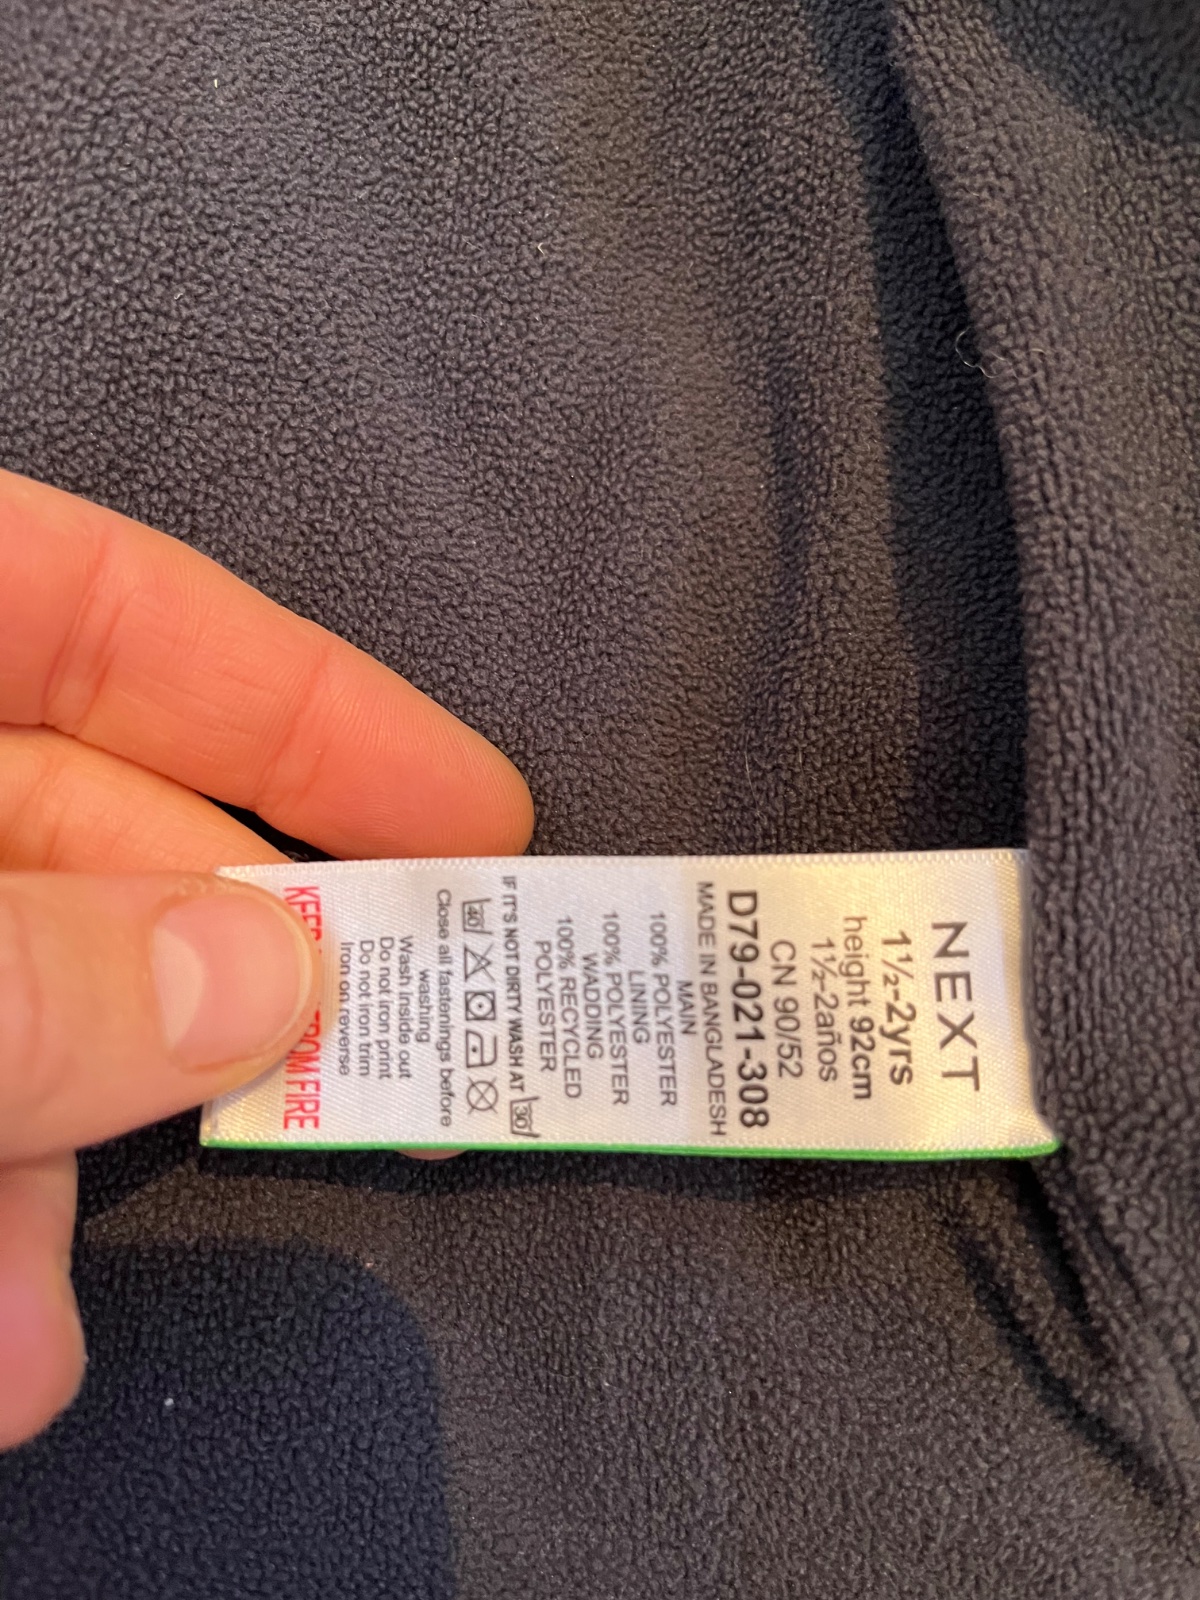 NEXT
1½-2yrs
height 92cm
1½-2años
CN 90/52
D79-021-308
MADE IN BANGLADESH
MAIN
100% POLYESTER
LINING
100% POLYESTER
WADDING
100% RECYCLED
POLYESTER
IF IT'S NOT DIRTY WASH AT 30
40
Close all fastenings before
washing
Wash inside out
Do not iron print
Do not iron trim
Iron on reverse
FROM FIRE